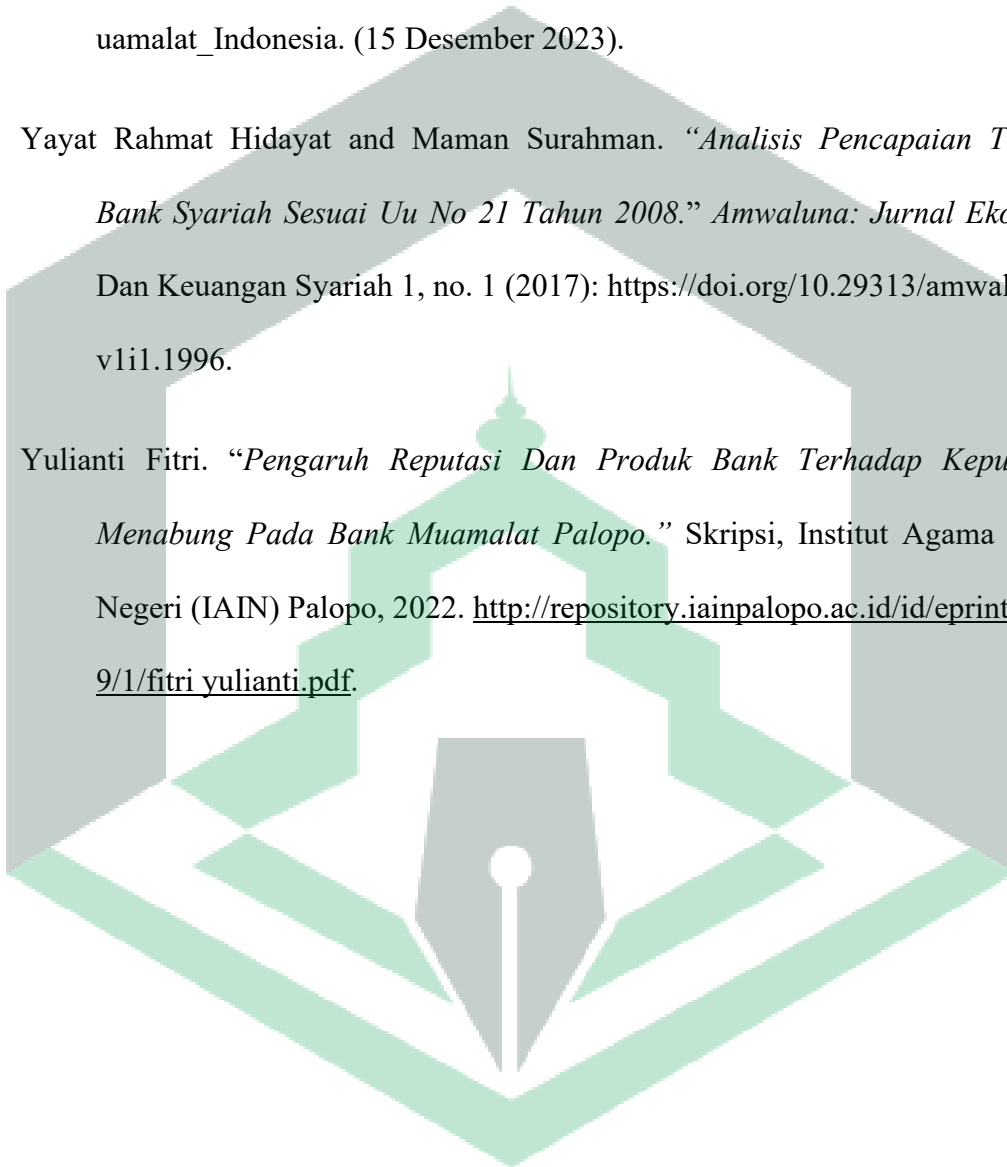 uamalat_Indonesia. (15 Desember 2023).
Yayat Rahmat Hidayat and Maman Surahman. “Analisis Pencapaian T
Bank Syariah Sesuai Uu No 21 Tahun 2008.” Amwaluna: Jurnal Eko
Dan Keuangan Syariah 1, no. 1 (2017): https://doi.org/10.29313/amwal
v1i1.1996.
Yulianti Fitri. “Pengaruh Reputasi Dan Produk Bank Terhadap Kepu
Menabung Pada Bank Muamalat Palopo.” Skripsi, Institut Agama
Negeri (IAIN) Palopo, 2022. http://repository.iainpalopo.ac.id/id/eprint
9/1/fitri yulianti.pdf.